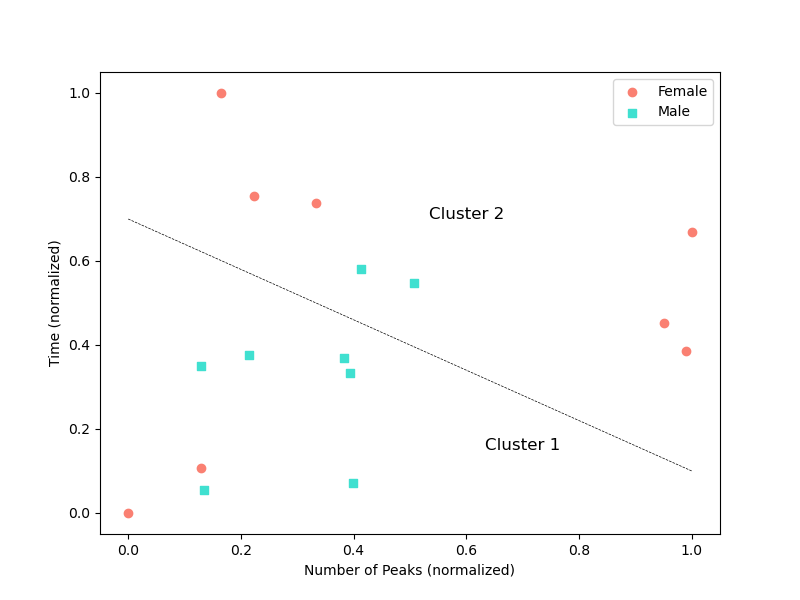 Female
Male
Cluster 2
Cluster 1
Time (normalized)
1.0
0.8
0.6
0.4
0.2
0.0
0.0 0.2 0.4 0.6 0.8 1.0
Number of Peaks (normalized)